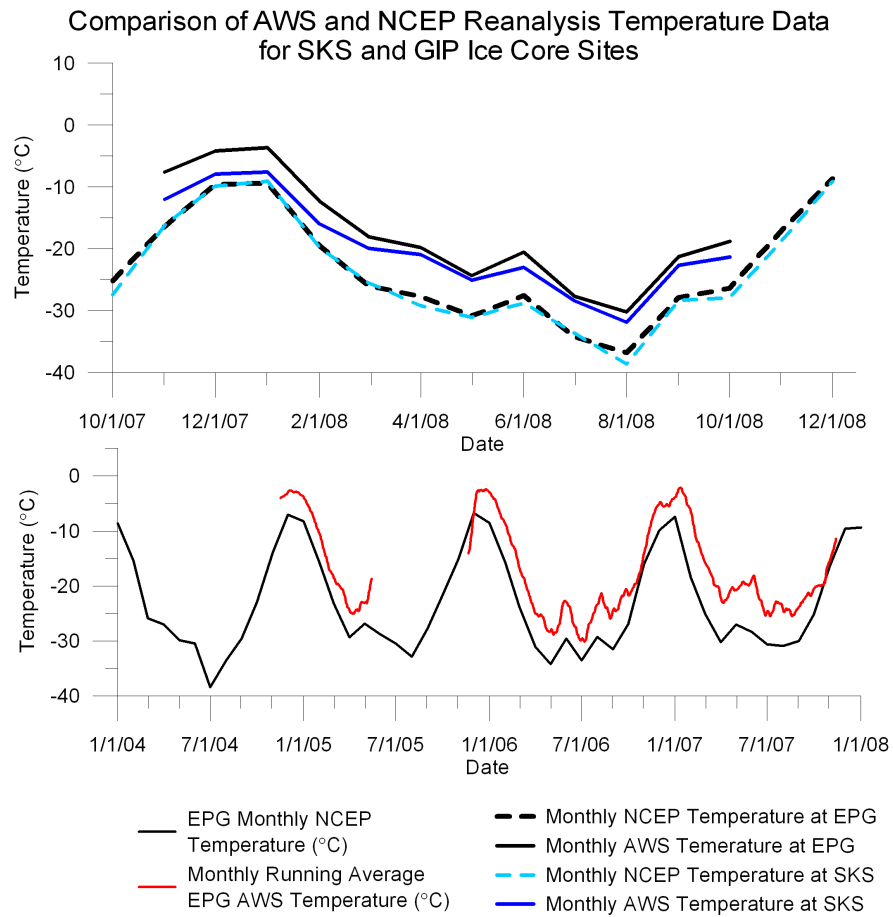 Comparison of AWS and NCEP Reanalysis Temperature Data
for SKS and GIP Ice Core Sites
Temperature (°C)
10
0
-10
-20
-30
-40
10/1/07 12/1/07 2/1/08 4/1/08 6/1/08 8/1/08 10/1/08 12/1/08
Date
Temperature (°C)
0
-10
-20
-30
-40
1/1/04 7/1/04 1/1/05 7/1/05 1/1/06 7/1/06 1/1/07 7/1/07 1/1/08
Date
EPG Monthly NCEP
Temperature (°C)
Monthly Running Average
EPG AWS Temperature (°C)
Monthly NCEP Temperature at EPG
Monthly AWS Temerature at EPG
Monthly NCEP Temperature at SKS
Monthly AWS Temperature at SKS